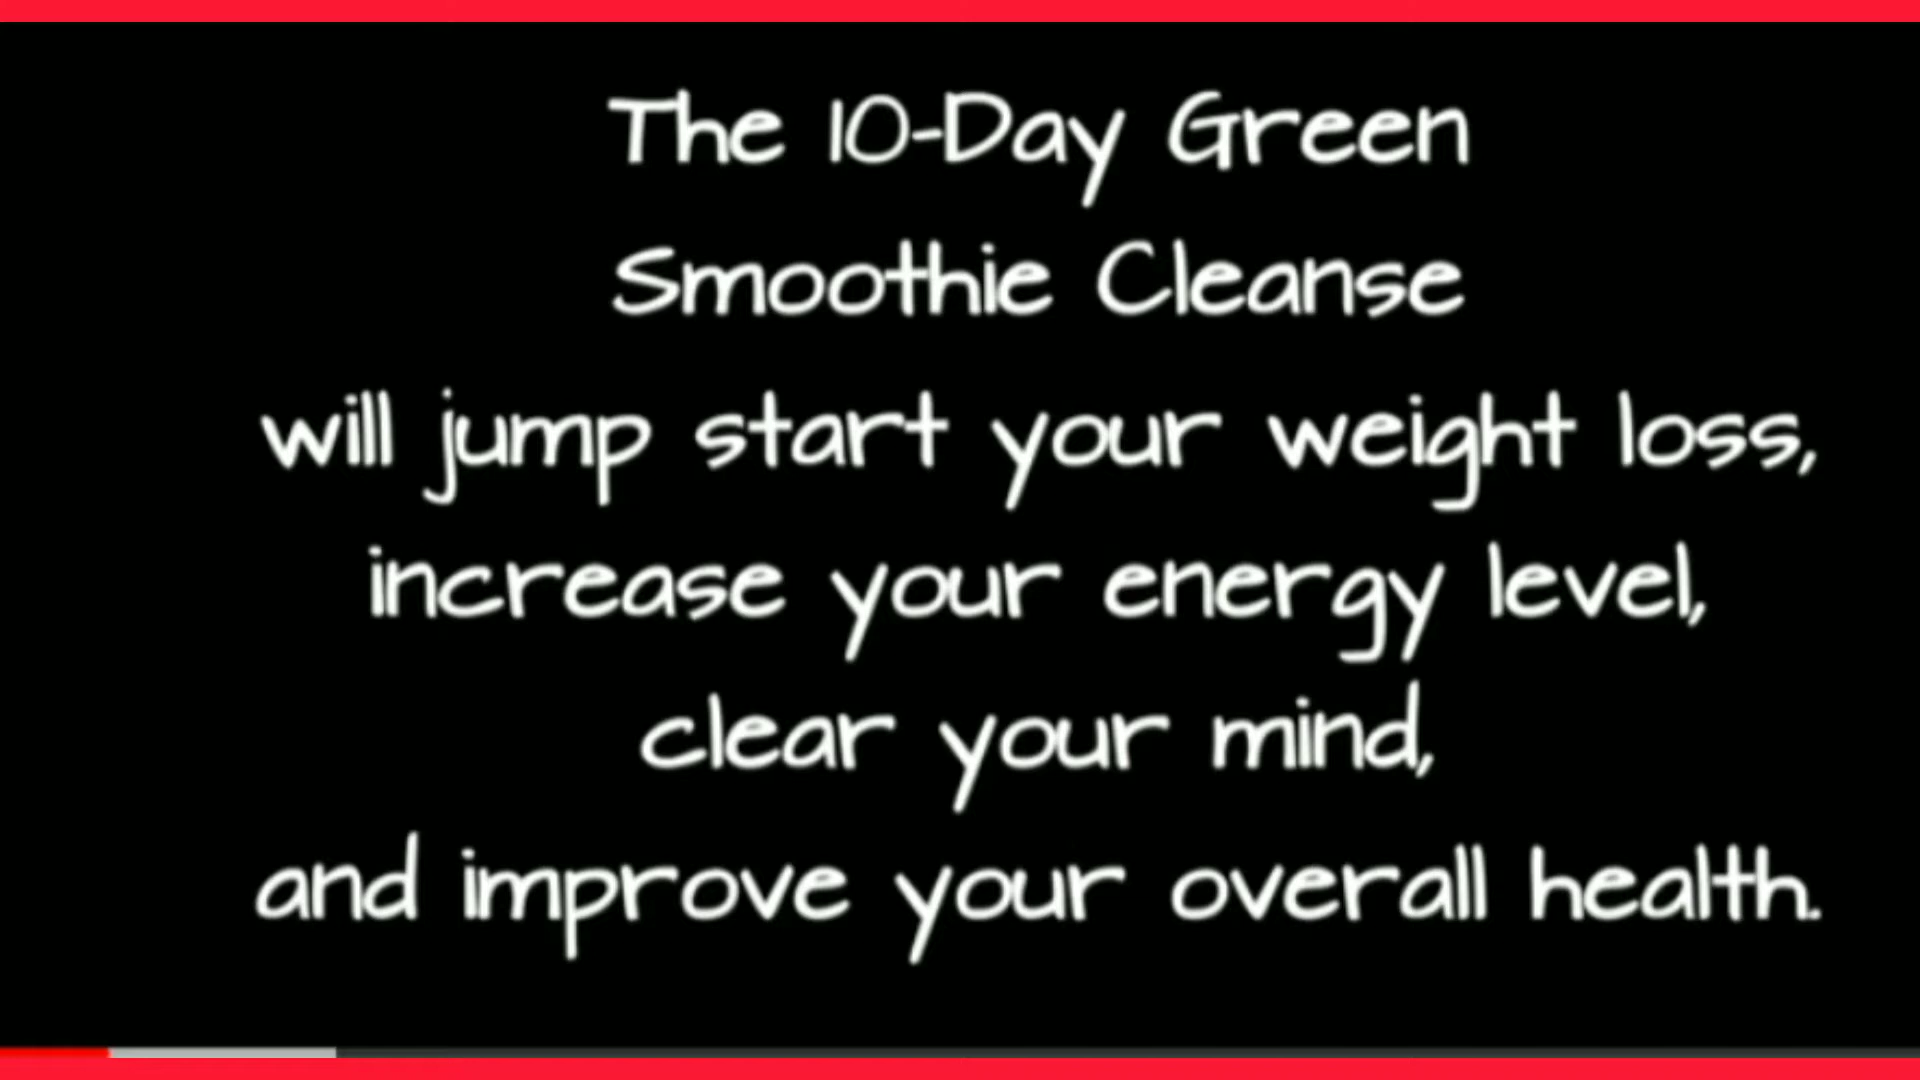 The 10-Day Green
Smoothie Cleanse
will jump start your weight loss,
increase your energy level,
clear your mind,
and improve your overall health.